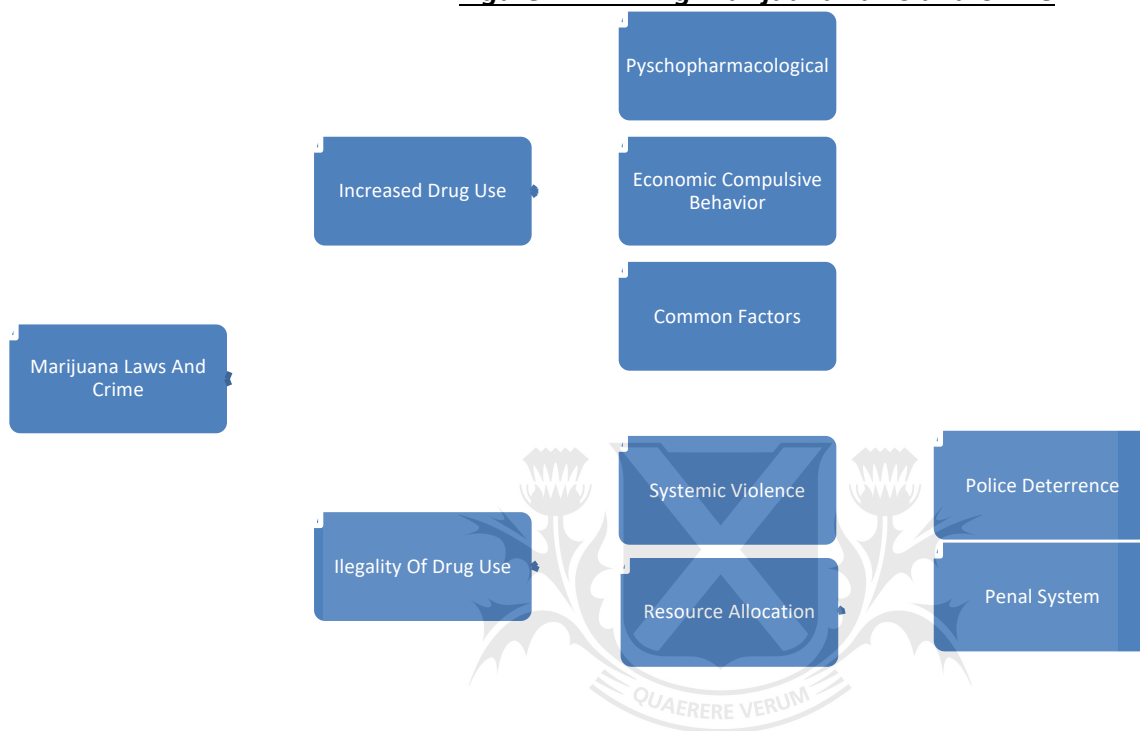 Pyschopharmacological
Increased Drug Use
Economic Compulsive
Behavior
Common Factors
Marijuana Laws And
Crime
Systemic Violence
Police Deterrence
Ilegality Of Drug Use
Resource Allocation
Penal System
QUAERERE VERUM